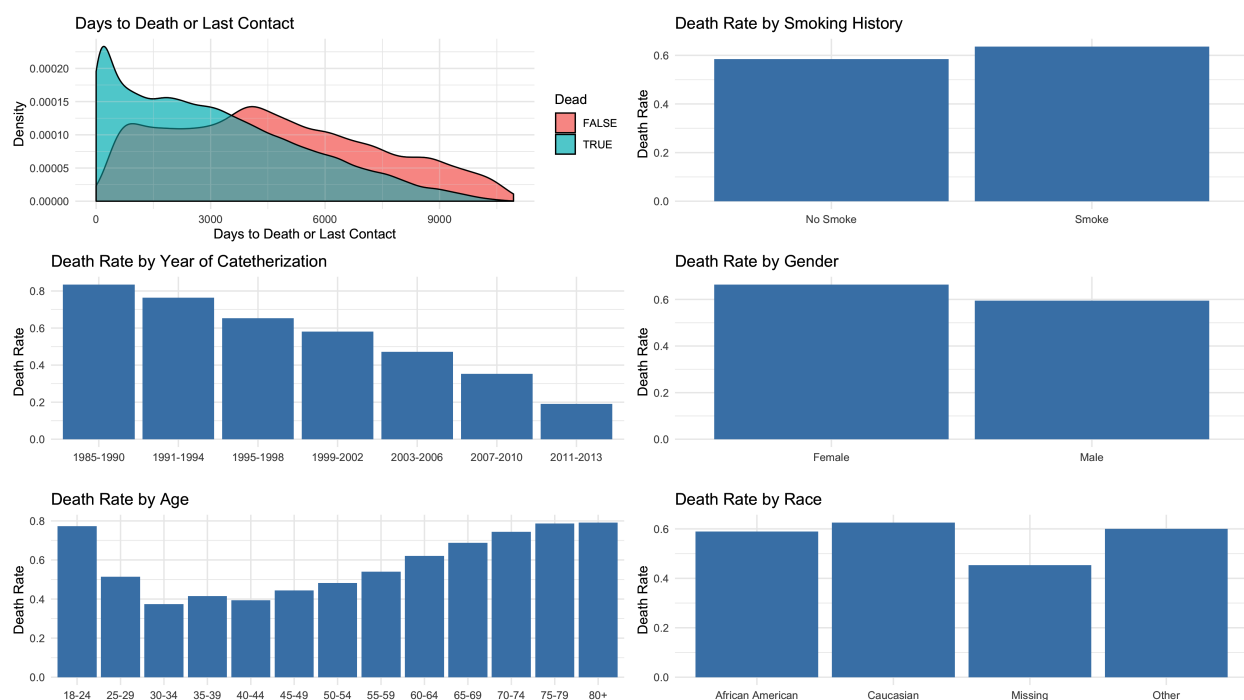 Days to Death or Last Contact
Density
0.00020
0.00015
0.00010
0.00005
0.00000
0 3000 6000 9000
Days to Death or Last Contact
Dead
FALSE
TRUE
Death Rate by Smoking History
Death Rate
0.6
0.4
0.2
0.0
No Smoke Smoke
Death Rate by Year of Catetherization
Death Rate
0.8
0.6
0.4
0.2
0.0
1985-1990 1991-1994 1995-1998 1999-2002 2003-2006 2007-2010 2011-2013
Death Rate by Gender
Death Rate
0.6
0.4
0.2
0.0
Female Male
Death Rate by Age
Death Rate
0.8
0.6
0.4
0.2
0.0
18-24 25-29 30-34 35-39 40-44 45-49 50-54 55-59 60-64 65-69 70-74 75-79 80+
Death Rate by Race
Death Rate
0.6
0.4
0.2
0.0
African American Caucasian Missing Other